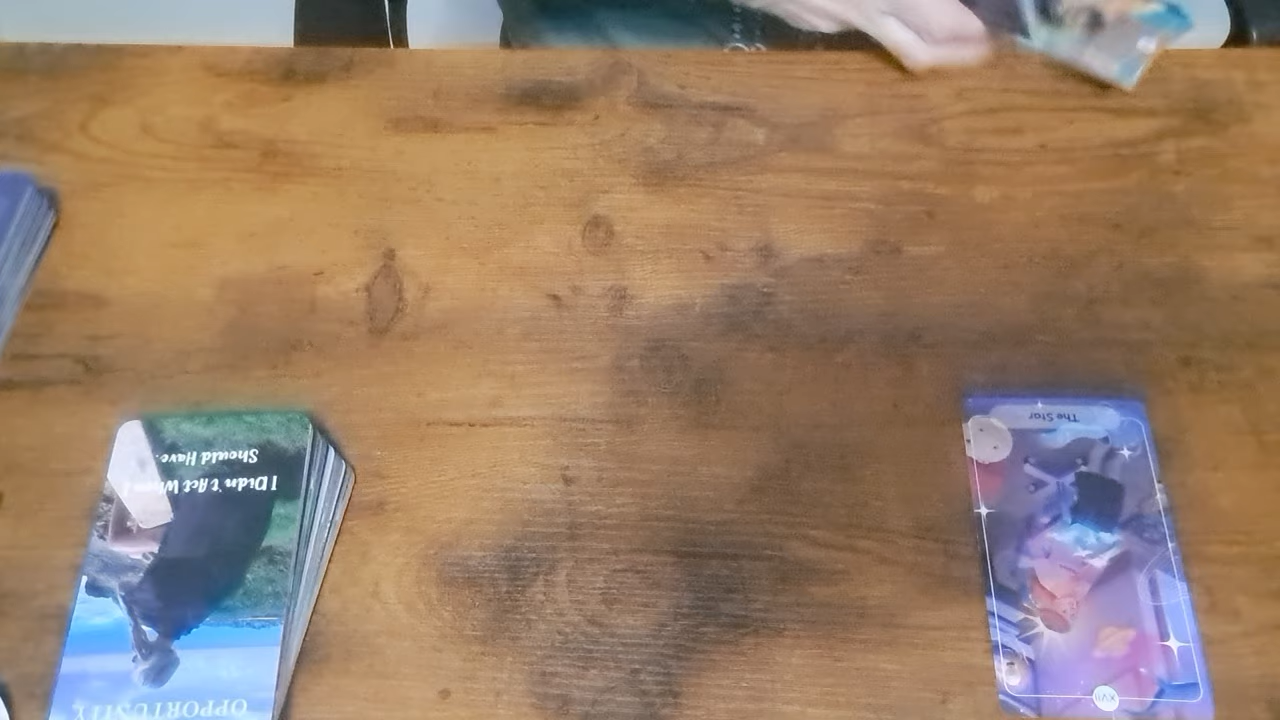 The Star
XVII
OPPORTUNITY
I Didn't Act When I
Should Have.